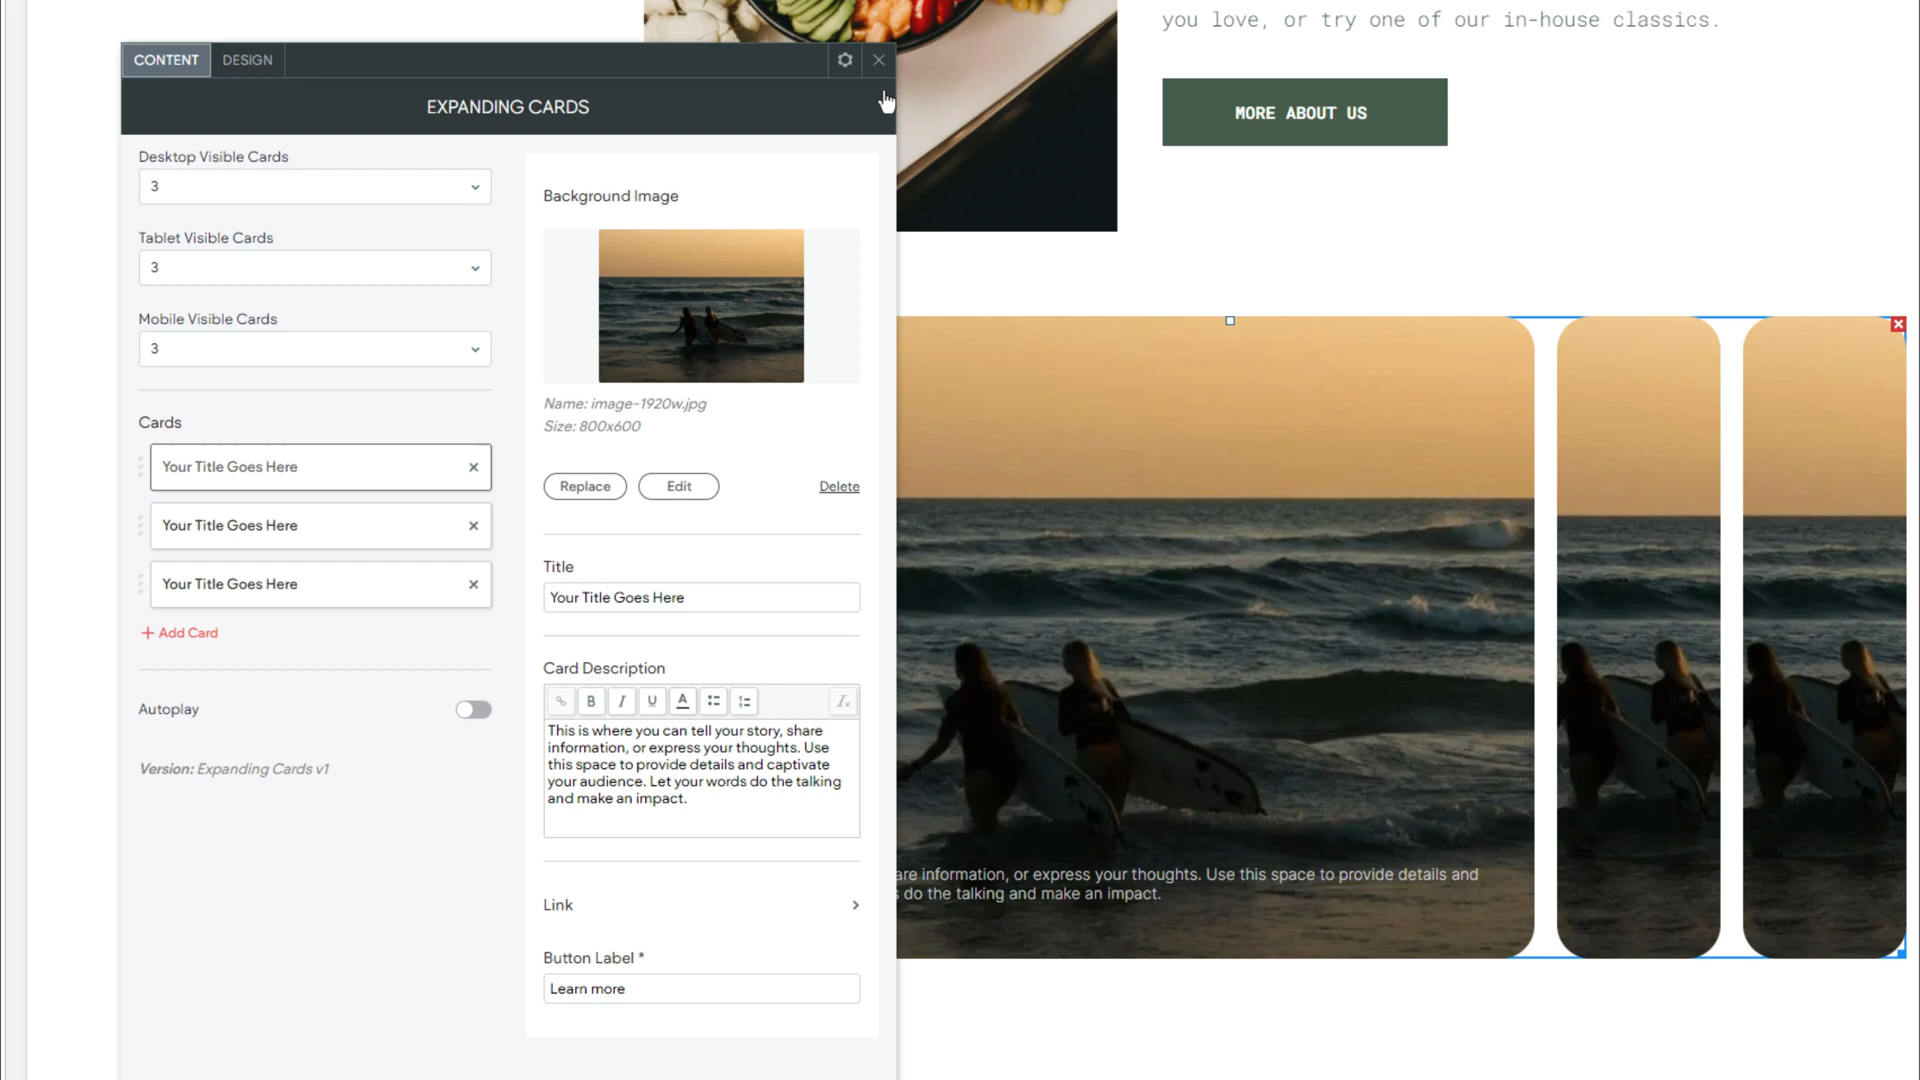 you love, or try one of our in-house classics.
CONTENT
DESIGN
EXPANDING CARDS
MORE ABOUT US
Desktop Visible Cards
3
Tablet Visible Cards
3
Mobile Visible Cards
3
Cards
Your Title Goes Here
Your Title Goes Here
Your Title Goes Here
+ Add Card
Autoplay
Version: Expanding Cards v1
Background Image
Name: image-1920w.jpg
Size: 800x600
Replace
Edit
Delete
Title
Your Title Goes Here
Card Description
B I U A
This is where you can tell your story, share
information, or express your thoughts. Use
this space to provide details and captivate
your audience. Let your words do the talking
and make an impact.
Link
Button Label *
Learn more
are information, or express your thoughts. Use this space to provide details and
s do the talking and make an impact.